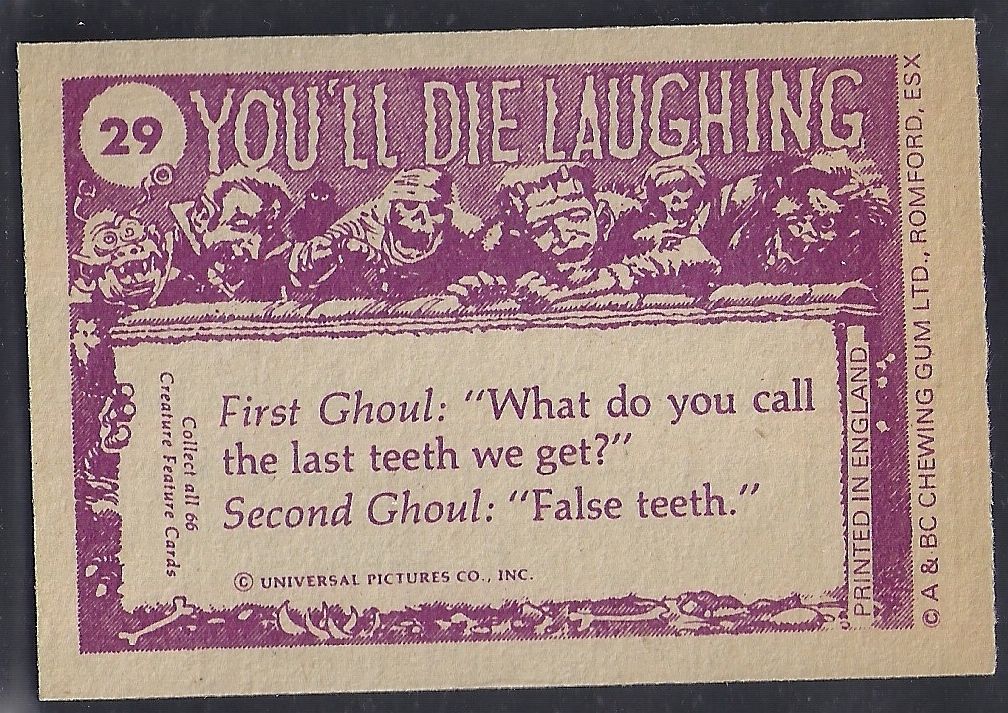 29
YOU'LL DIE LAUGHING
First Ghoul: "What do you call
the last teeth we get?"
Second Ghoul: "False teeth."
© UNIVERSAL PICTURES CO., INC.
Collect all 66
Creature Feature Cards
PRINTED IN ENGLAND
© A & BC CHEWING GUM LTD., ROMFORD, ESX